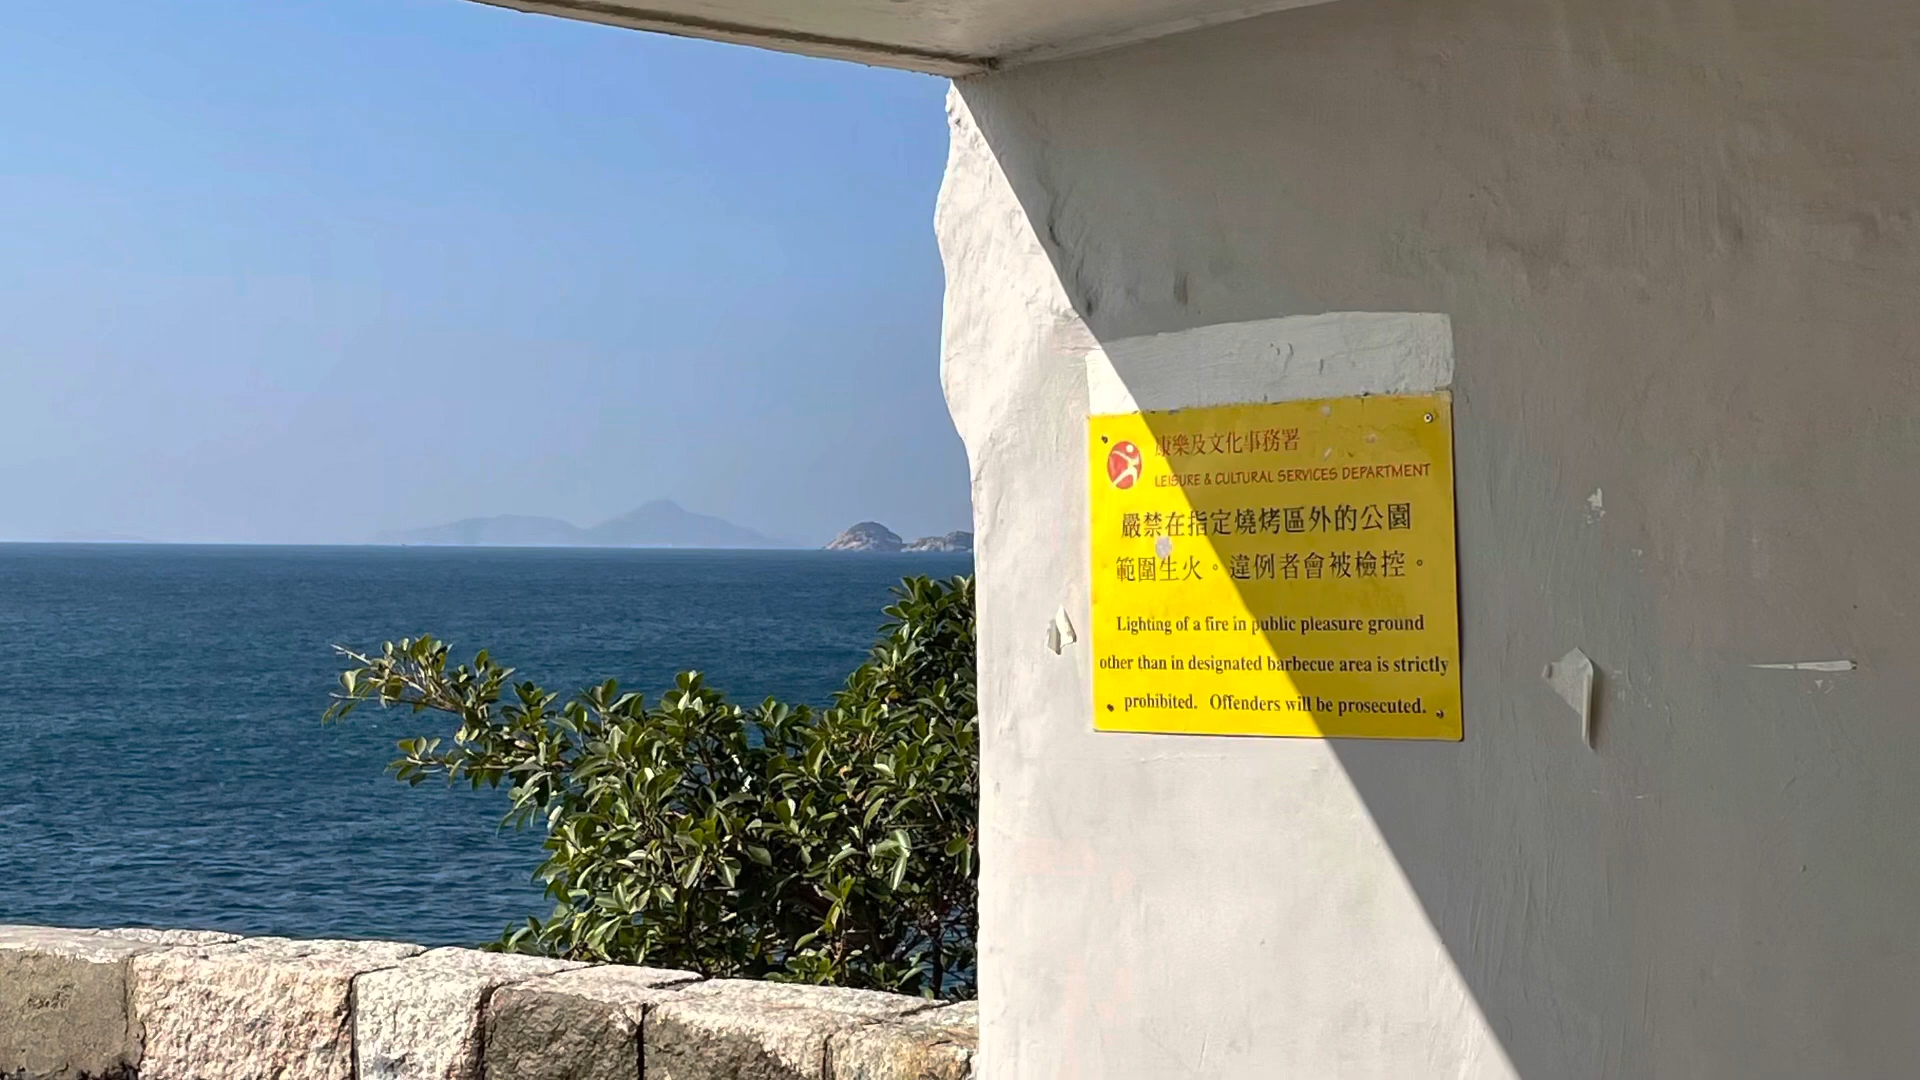 康樂及文化事務署
LEISURE & CULTURAL SERVICES DEPARTMENT
嚴禁在指定燒烤區外的公園
範圍生火。違例者會被檢控。
Lighting of a fire in public pleasure ground
other than in designated barbecue area is strictly
prohibited. Offenders will be prosecuted.